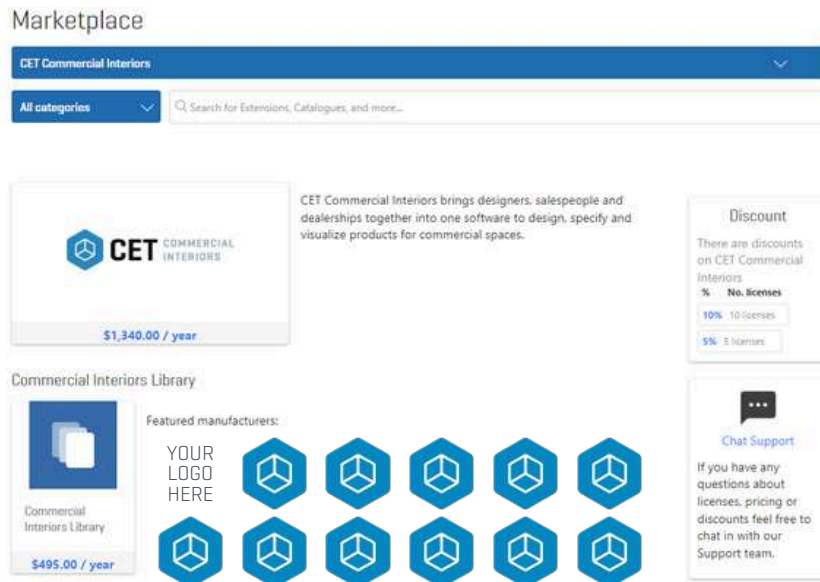 Marketplace
CET Commercial Interiors
All categories
Search for Extensions, Catalogues, and more...
CET COMMERCIAL
INTERIORS
$1,340.00 / year
CET Commercial Interiors brings designers, salespeople and
dealerships together into one software to design, specify and
visualize products for commercial spaces.
Discount
There are discounts
on CET Commercial
Interiors
% No. licenses
10% 10 licenses
5% 5 licenses
Commercial Interiors Library
Commercial
Interiors Library
$495.00 / year
Featured manufacturers:
YOUR
LOGO
HERE
Chat Support
If you have any
questions about
licenses, pricing or
discounts feel free to
chat in with our
Support team.